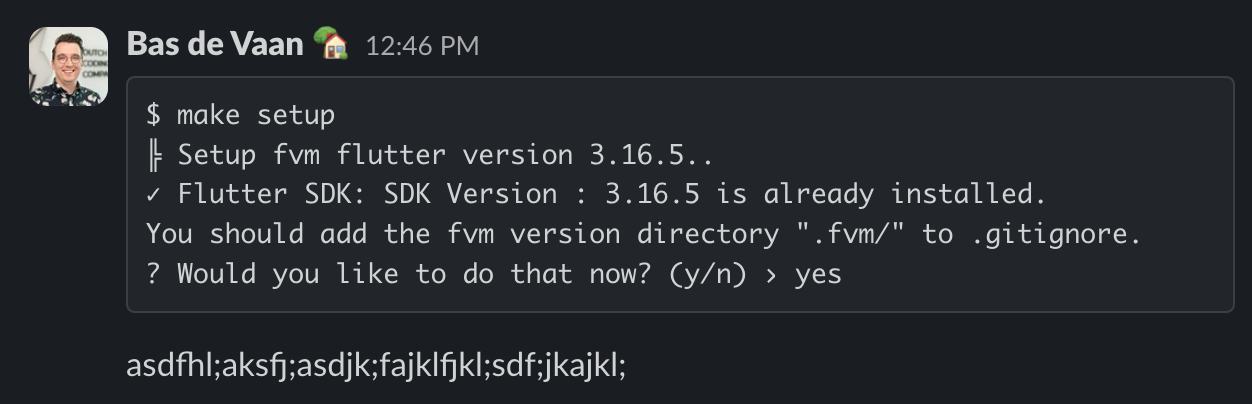 Bas de Vaan 🏡 12:46 PM
$ make setup
╠ Setup fvm flutter version 3.16.5..
✓ Flutter SDK: SDK Version : 3.16.5 is already installed.
You should add the fvm version directory ".fvm/" to .gitignore.
? Would you like to do that now? (y/n) › yes
asdfhl;aksfj;asdjk;fajklfjkl;sdf;jkajkl;